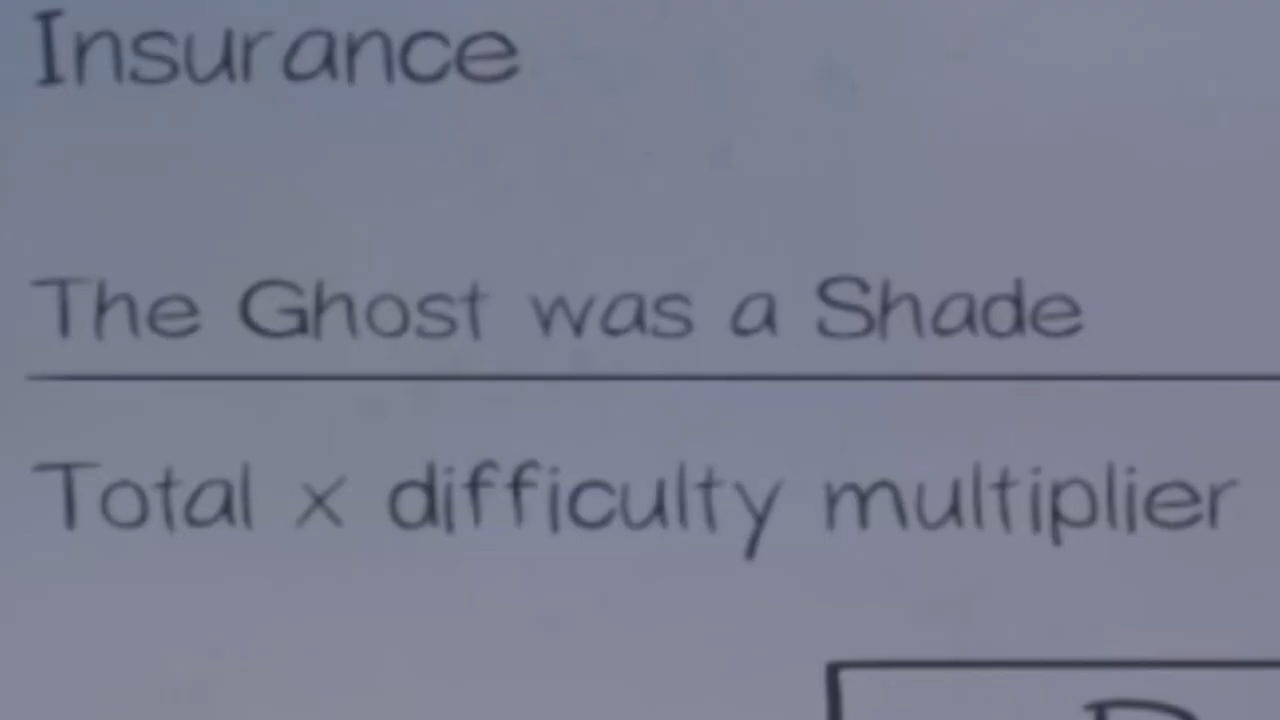 Insurance
The Ghost was a Shade
Total x difficulty multiplier